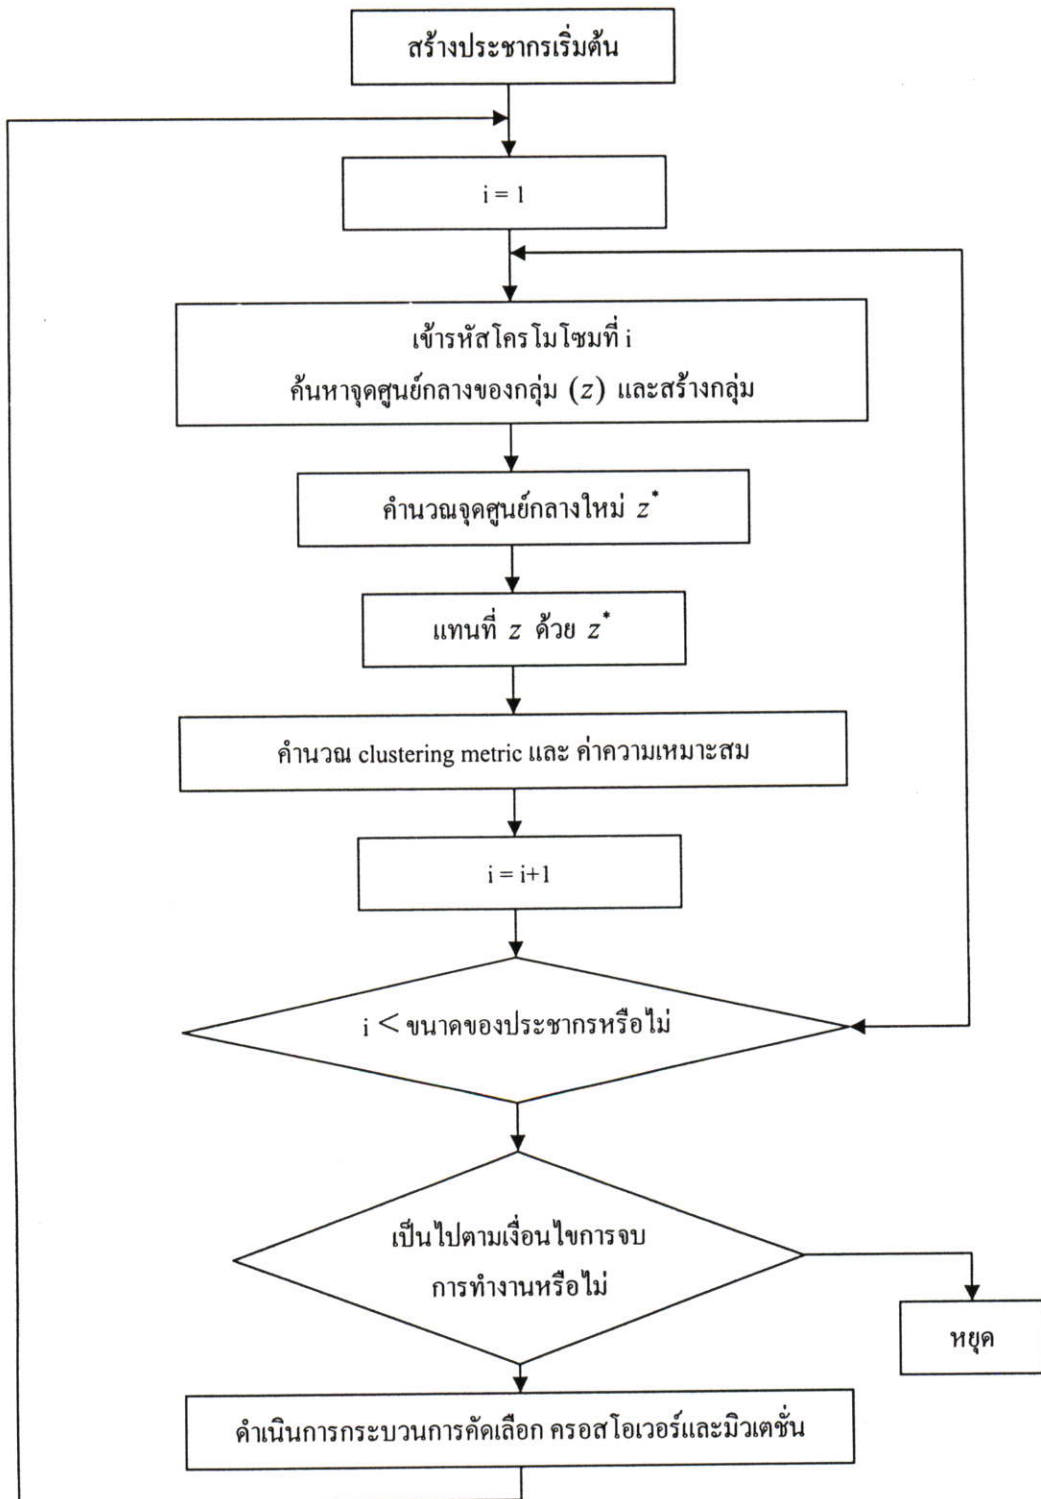 สร้างประชากรเริ่มต้น
i = 1
เข้ารหัสโครโมโซมที่ i
ค้นหาจุดศูนย์กลางของกลุ่ม (z) และสร้างกลุ่ม
คำนวณจุดศูนย์กลางใหม่ z*
แทนที่ z ด้วย z*
คำนวณ clustering metric และ ค่าความเหมาะสม
i = i+1
i < ขนาดของประชากรหรือไม่
เป็นไปตามเงื่อนไขการจบ
การทำงานหรือไม่
หยุด
ดำเนินการกระบวนการคัดเลือก ครอสโอเวอร์และมิวเตชั่น